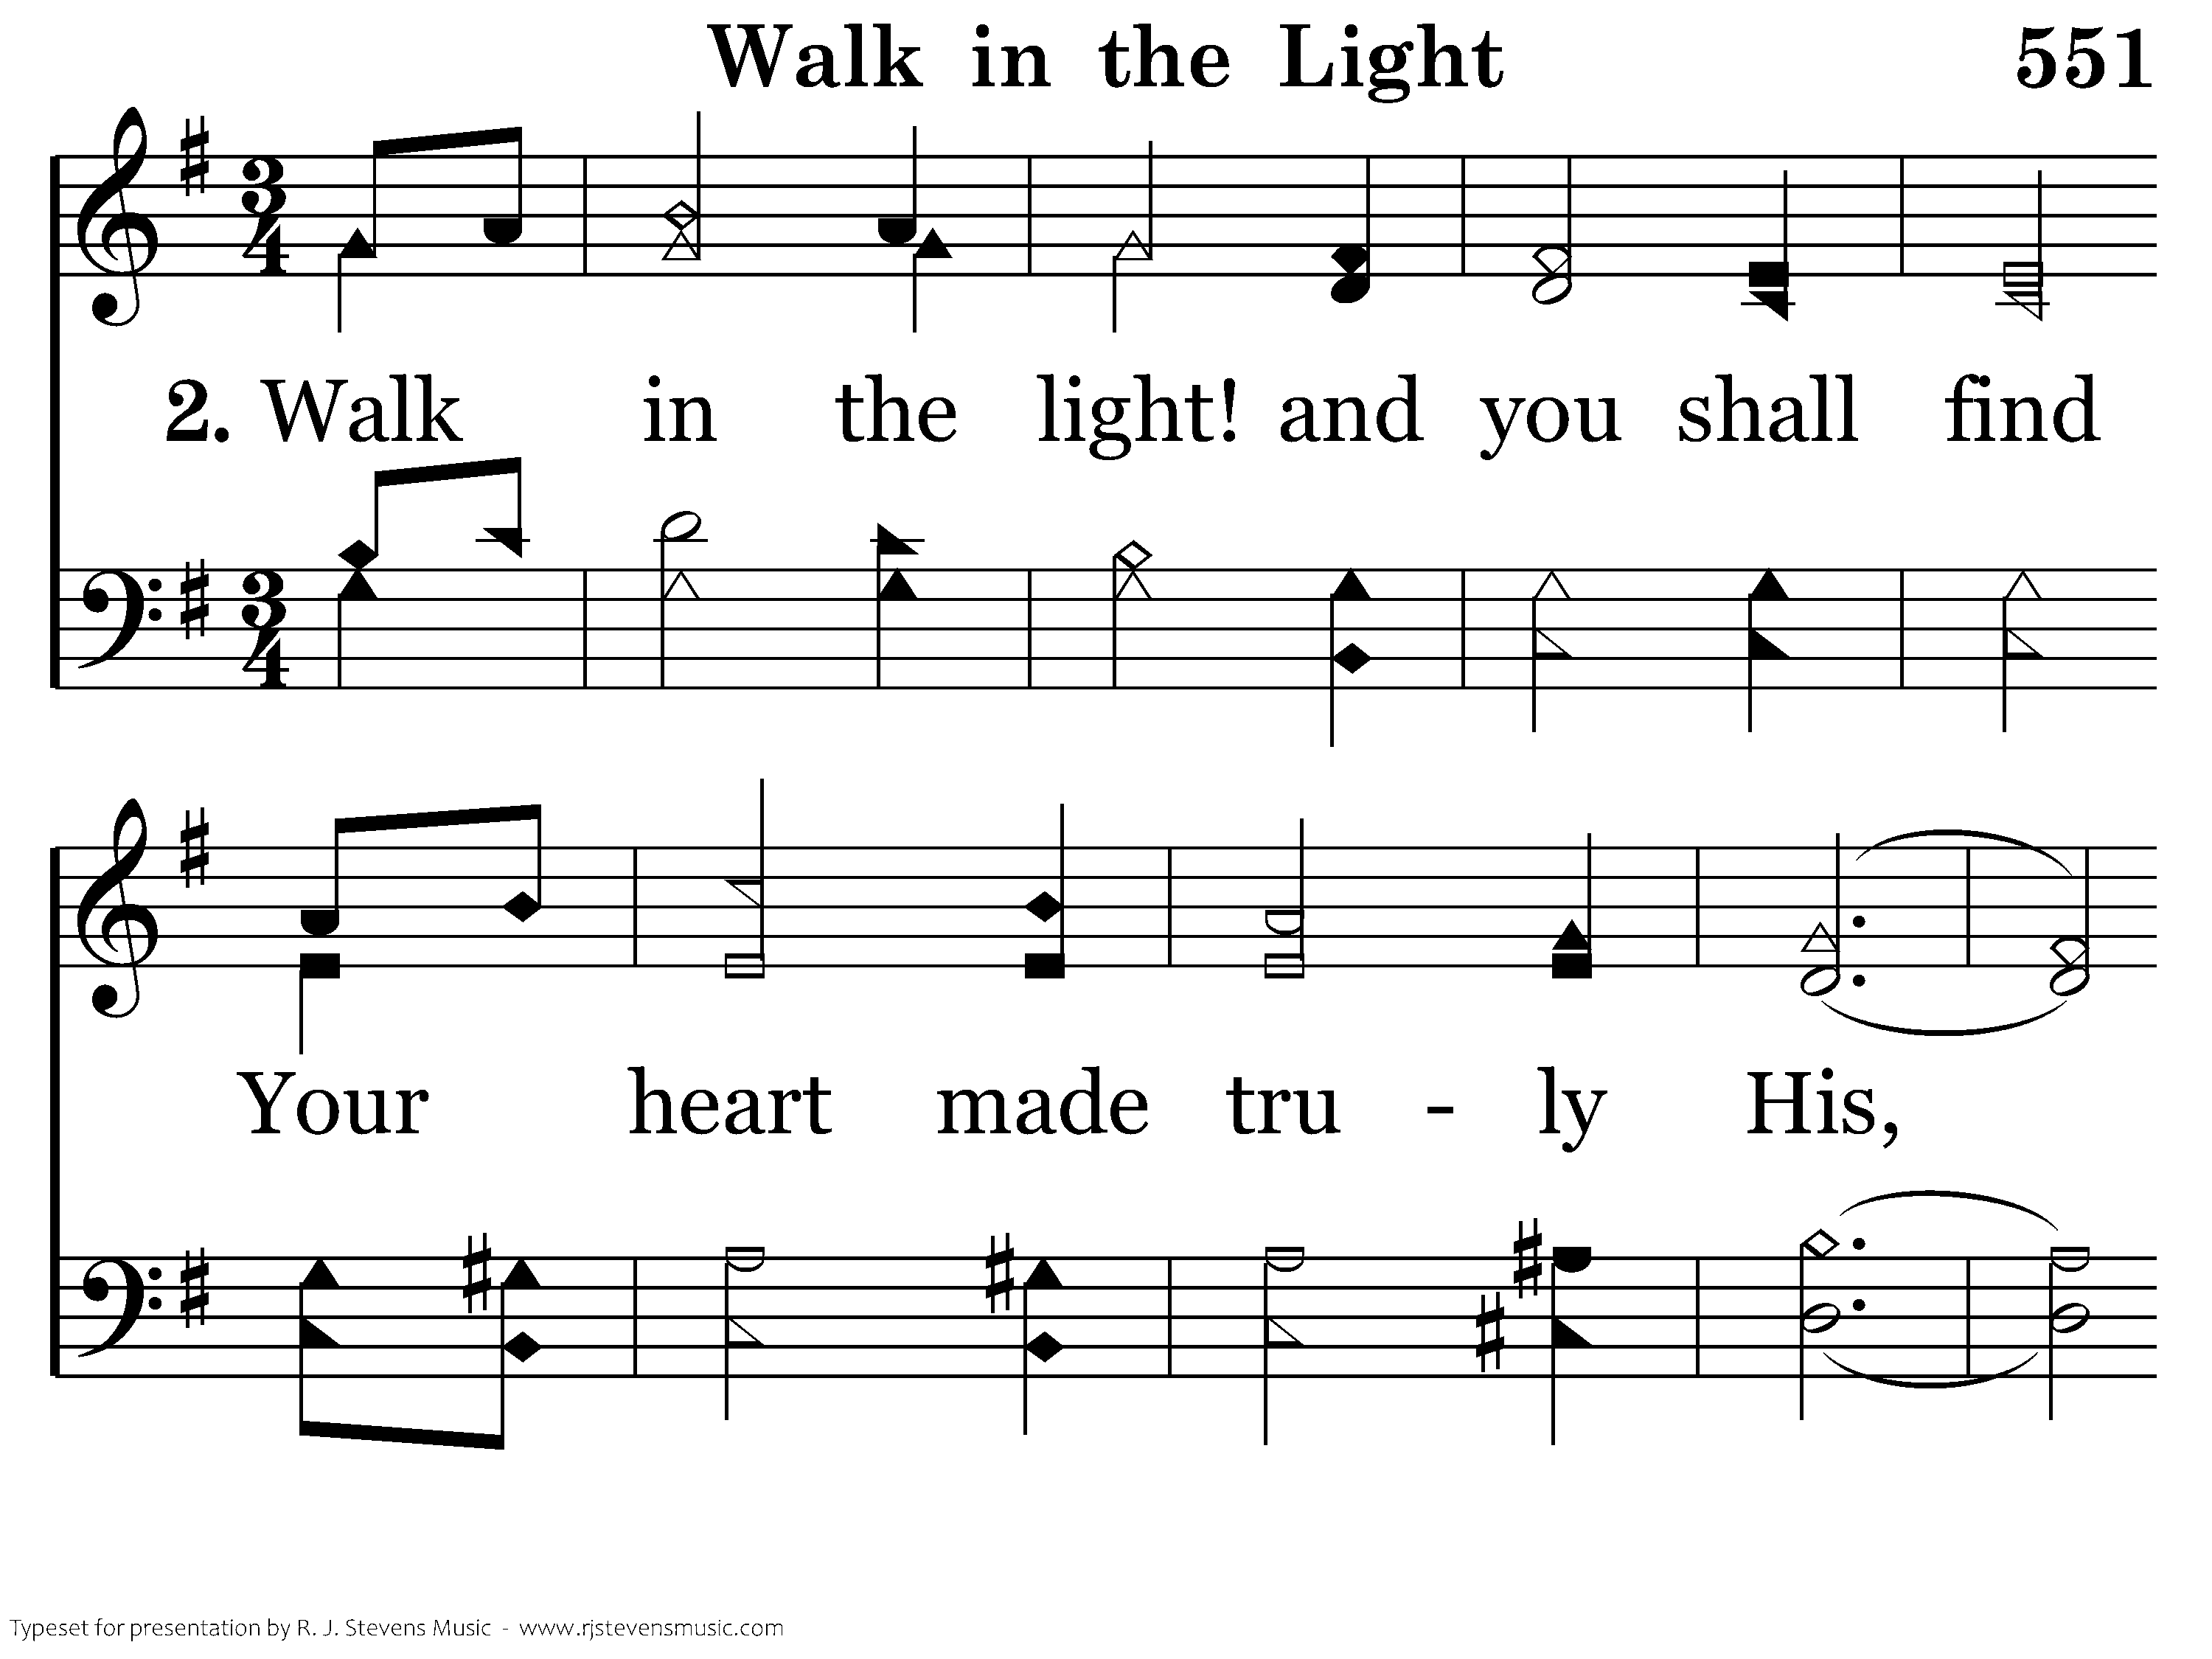 Walk in the Light 551
2. Walk in the light! and you shall find
Your heart made tru - ly His,
Typeset for presentation by R. J. Stevens Music - www.rjstevensmusic.com